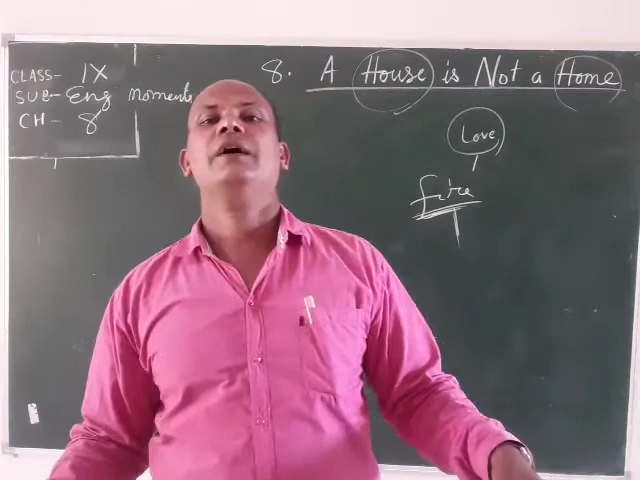 CLASS- IX
SUB- Eng Moments
CH- 8
8. A House is Not a Home
Love
fire